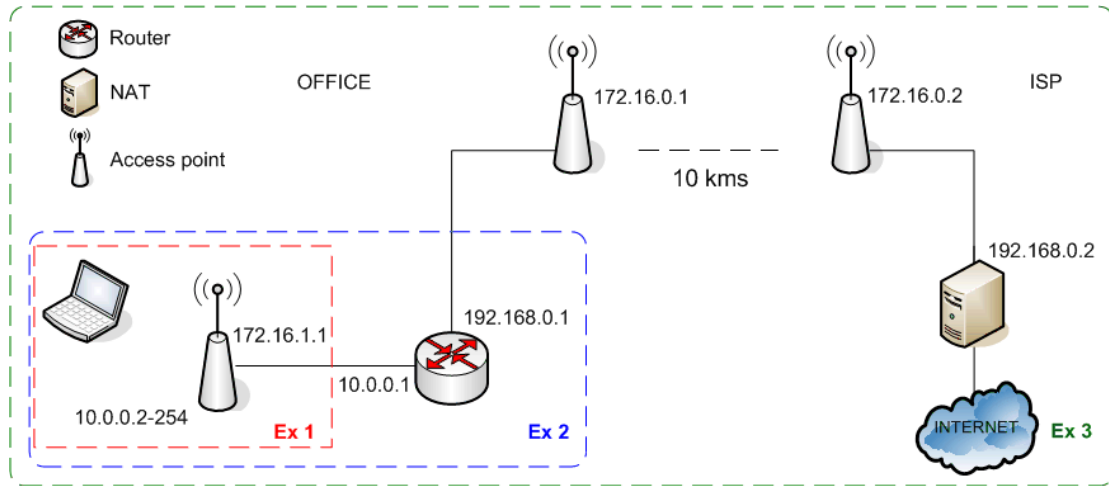 Router
OFFICE
ISP
NAT
172.16.0.1
172.16.0.2
Access point
10 kms
192.168.0.2
172.16.1.1
192.168.0.1
10.0.0.1
10.0.0.2-254
Ex 1
Ex 2
INTERNET
Ex 3